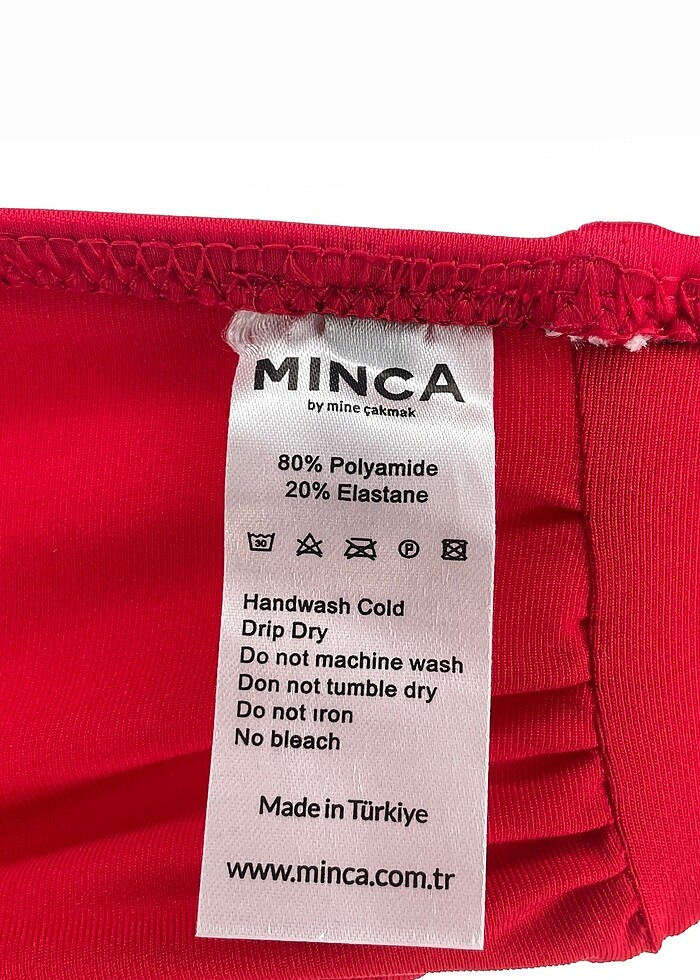 MINCA
by mine çakmak
80% Polyamide
20% Elastane
30 P
Handwash Cold
Drip Dry
Do not machine wash
Don not tumble dry
Do not ıron
No bleach
Made in Türkiye
www.minca.com.tr